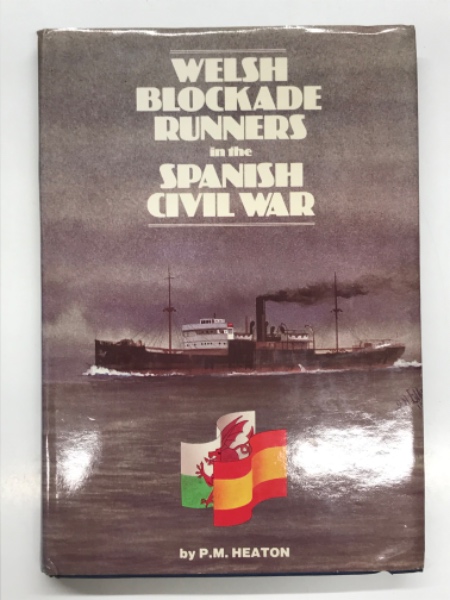 WELSH
BLOCKADE
RUNNERS
in the
SPANISH
CIVIL WAR
by P.M. HEATON